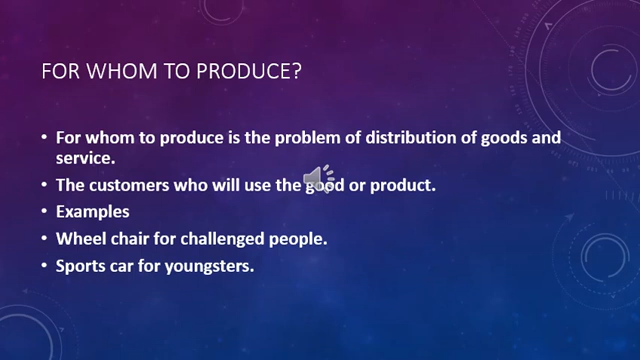 FOR WHOM TO PRODUCE?
• For whom to produce is the problem of distribution of goods and
service.
• The customers who will use the good or product.
• Examples
• Wheel chair for challenged people.
• Sports car for youngsters.